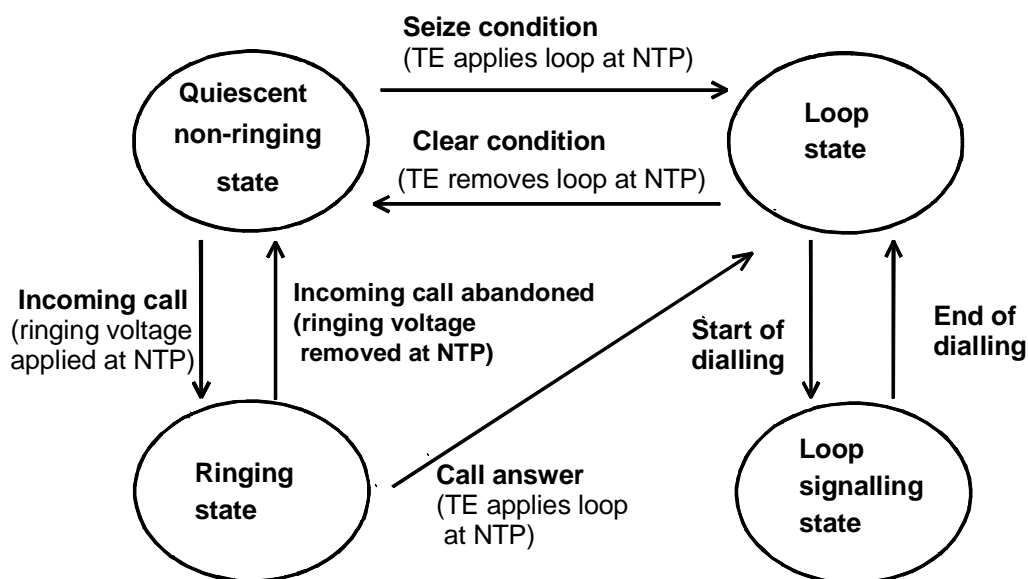 Seize condition
(TE applies loop at NTP)
Quiescent
non-ringing
state
Loop
state
Clear condition
(TE removes loop at NTP)
Incoming call
(ringing voltage
applied at NTP)
Incoming call abandoned
(ringing voltage
removed at NTP)
Start of
dialling
End of
dialling
Ringing
state
Call answer
(TE applies loop
at NTP)
Loop
signalling
state